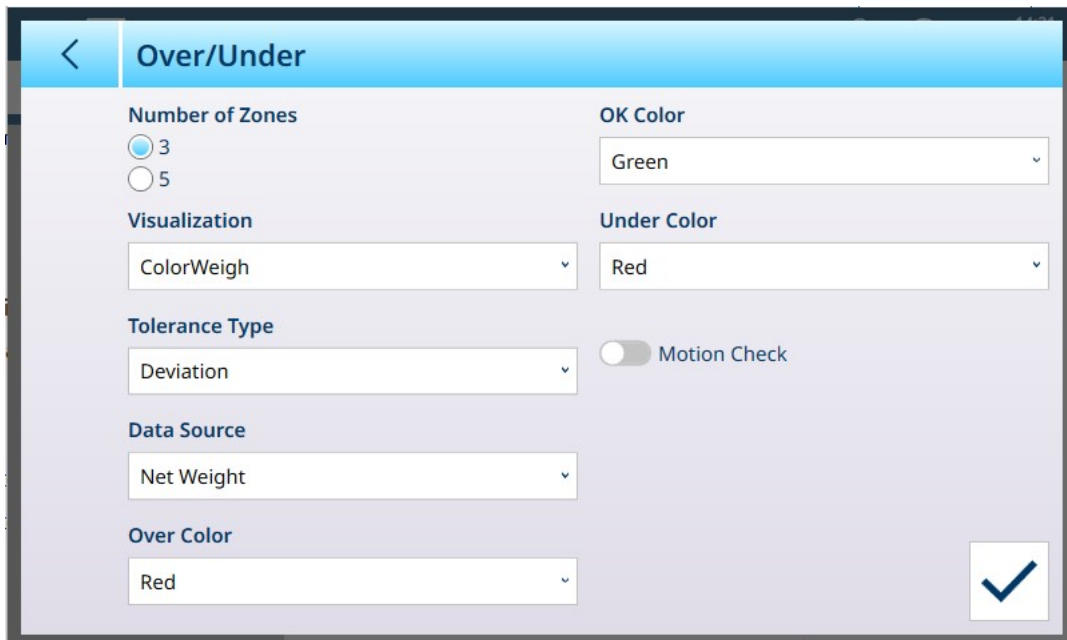 Over/Under
Number of Zones
3
5
Visualization
ColorWeigh
Tolerance Type
Deviation
Data Source
Net Weight
Over Color
Red
OK Color
Green
Under Color
Red
Motion Check